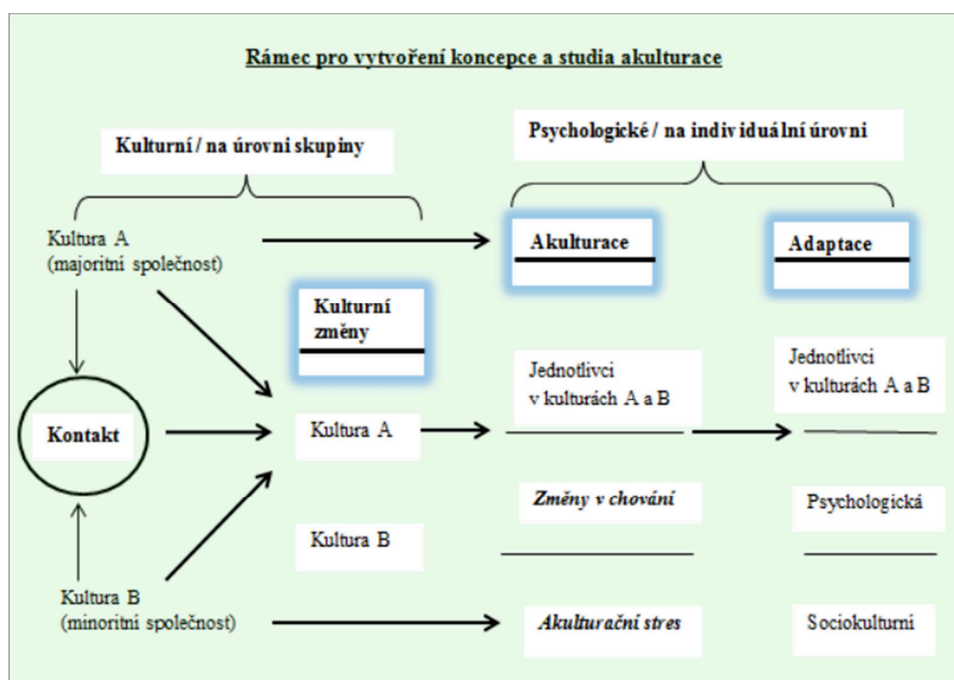 Rámec pro vytvoření koncepce a studia akulturace
Kulturní / na úrovni skupiny
Psychologické / na individuální úrovni
Kultura A
(majoritní společnost)
Akulturace
Adaptace
Kulturní
změny
Jednotlivci
v kulturách A a B
Jednotlivci
v kulturách A a B
Kontakt
Kultura A
Změny v chování
Psychologická
Kultura B
Kultura B
(minoritní společnost)
Akulturační stres
Sociokulturní